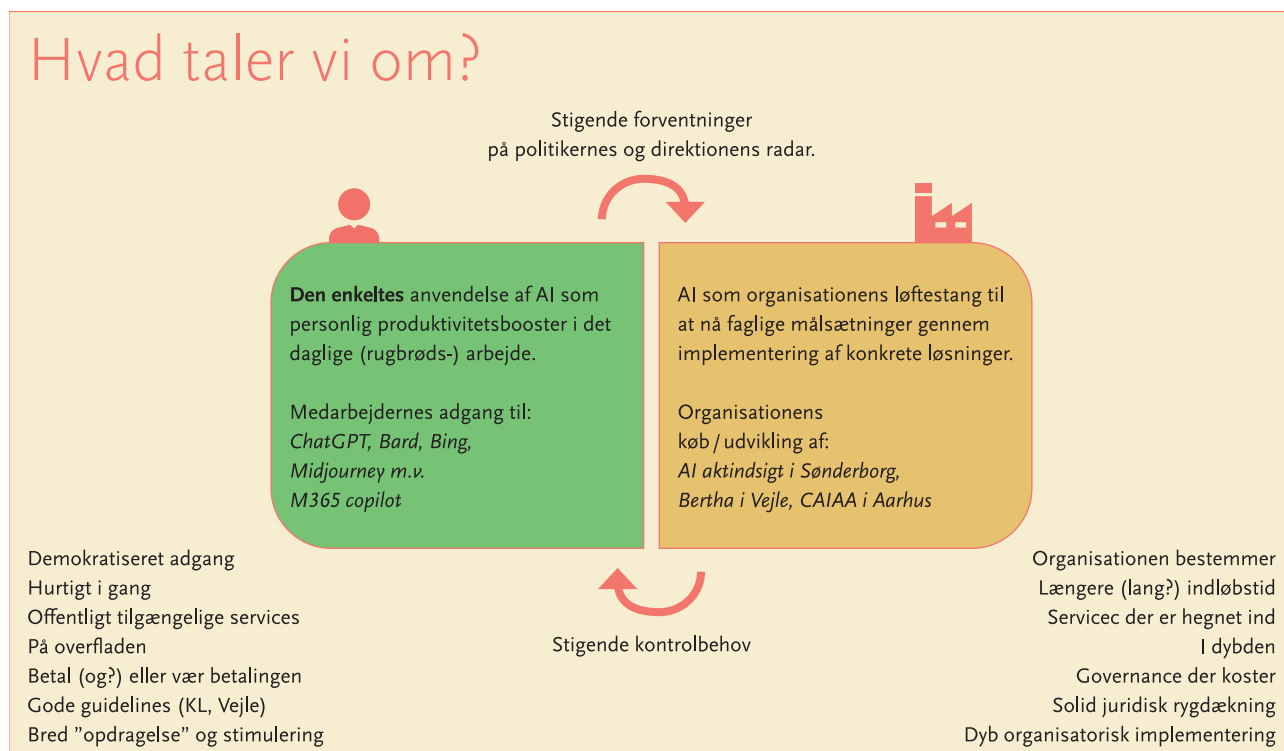 Hvad taler vi om?
Stigende forventninger
på politikernes og direktionens radar.
Den enkeltes anvendelse af AI som
personlig produktivitetsbooster i det
daglige (rugbrøds-) arbejde.
Medarbejdernes adgang til:
ChatGPT, Bard, Bing,
Midjourney m.v.
M365 copilot
AI som organisationens løftestang til
at nå faglige målsætninger gennem
implementering af konkrete løsninger.
Organisationens
køb / udvikling af:
AI aktindsigt i Sønderborg,
Bertha i Vejle, CAIAA i Aarhus
Stigende kontrolbehov
Demokratiseret adgang
Hurtigt i gang
Offentligt tilgængelige services
På overfladen
Betal (og?) eller vær betalingen
Gode guidelines (KL, Vejle)
Bred ”opdragelse” og stimulering
Organisationen bestemmer
Længere (lang?) indløbstid
Servicec der er hegnet ind
I dybden
Governance der koster
Solid juridisk rygdækning
Dyb organisatorisk implementering